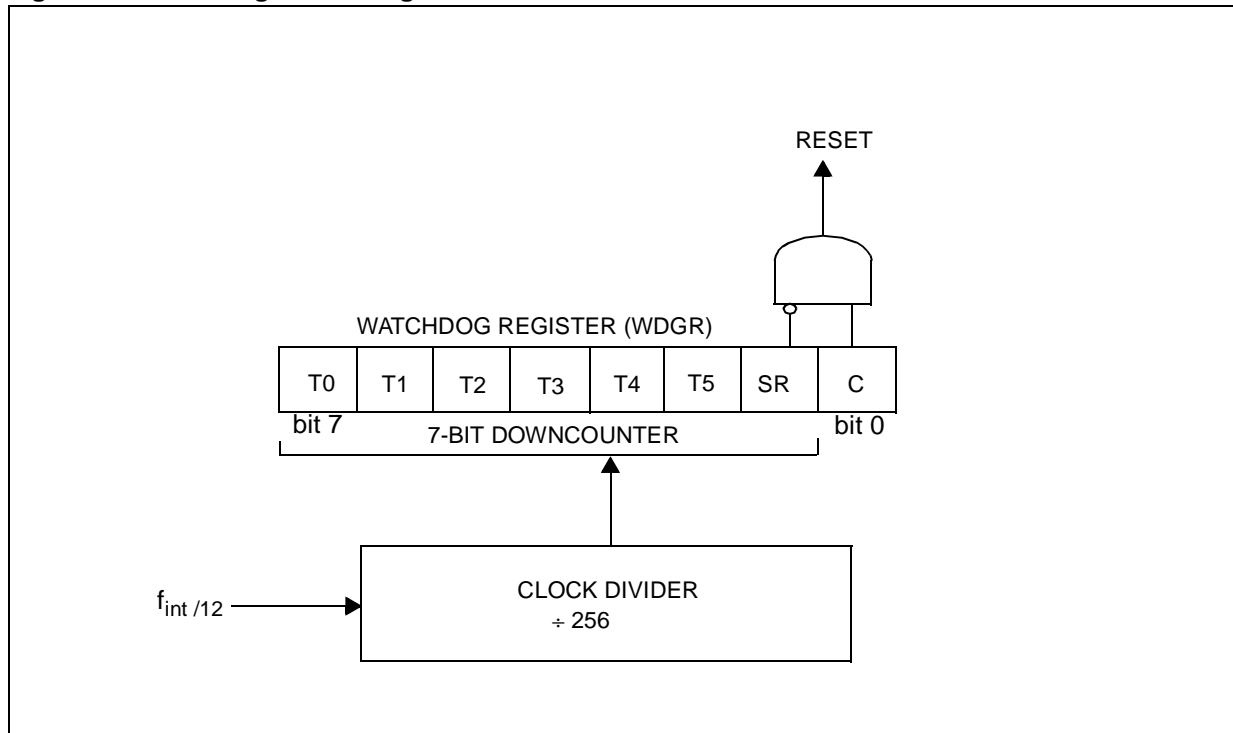 RESET
WATCHDOG REGISTER (WDGR)
T0 T1 T2 T3 T4 T5 SR C
bit 7 bit 0
7-BIT DOWNCOUNTER
fint /12
CLOCK DIVIDER
÷ 256